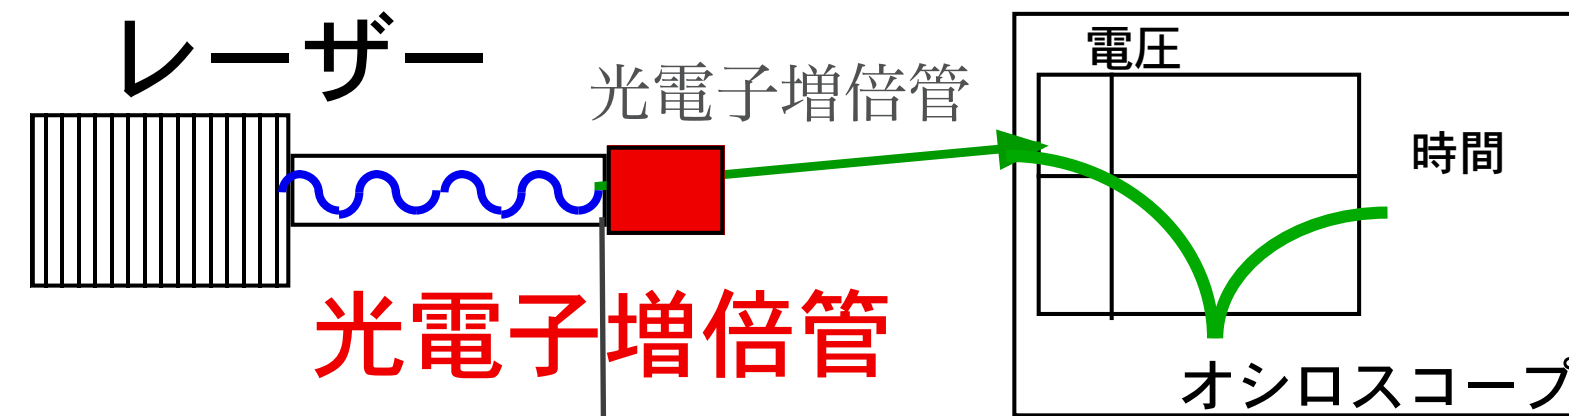 レーザー
光電子増倍管
光電子増倍管
電圧
時間
オシロスコープ